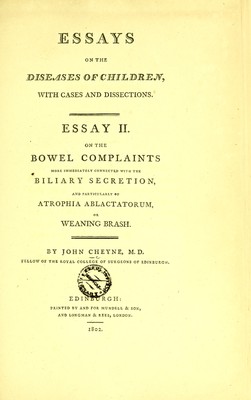 ESSAYS
ON THE
DISEASES OF CHILDREN,
WITH CASES AND DISSECTIONS.
ESSAY II.
ON THE
BOWEL COMPLAINTS
MORE IMMEDIATELY CONNECTED WITH THE
BILIARY SECRETION,
AND PARTICULARLY OF
ATROPHIA ABLACTATORUM,
OR
WEANING BRASH.
BY JOHN CHEYNE, M.D.
FELLOW OF THE ROYAL COLLEGE OF SURGEONS OF EDINBURGH.
EDINBURGH:
PRINTED BY AND FOR MUNDELL & SON,
AND LONGMAN & REES, LONDON.
1802.